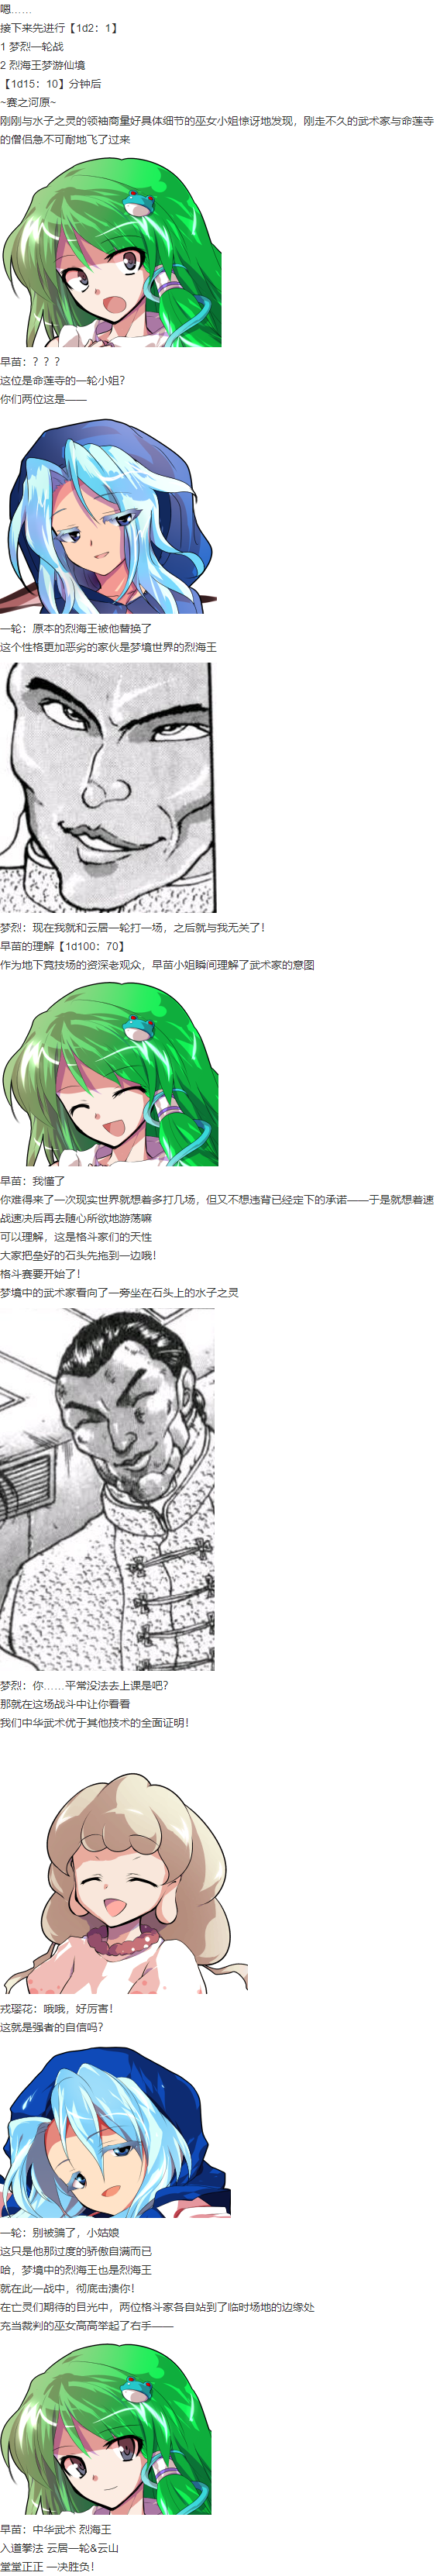 嗯……
接下来先进行【1d2：1】
1 梦烈一轮战
2 烈海王梦游仙境
【1d15：10】分钟后
~赛之河原~
刚刚与水子之灵的领袖商量好具体细节的巫女小姐惊讶地发现，刚走不久的武术家与命莲寺
的僧侣急不可耐地飞了过来
早苗：？？？
这位是命莲寺的一轮小姐？
你们两位这是——
一轮：原本的烈海王被他替换了
这个性格更加恶劣的家伙是梦境世界的烈海王
梦烈：现在我就和云居一轮打一场，之后就与我无关了！
早苗的理解【1d100：70】
作为地下竞技场的资深老观众，早苗小姐瞬间理解了武术家的意图
早苗：我懂了
你难得来了一次现实世界就想着多打几场，但又不想违背已经定下的承诺——于是就想着速
战速决后再去随心所欲地游荡嘛
可以理解，这是格斗家们的天性
大家把垒好的石头先拖到一边哦！
格斗赛要开始了！
梦境中的武术家看向了一旁坐在石头上的水子之灵
梦烈：你……平常没法去上课是吧？
那就在这场战斗中让你看看
我们中华武术优于其他技术的全面证明！
戎璎花：哦哦，好厉害！
这就是强者的自信吗？
一轮：别被骗了，小姑娘
这只是他那过度的骄傲自满而已
哈，梦境中的烈海王也是烈海王
就在此一战中，彻底击溃你！
在亡灵们期待的目光中，两位格斗家各自站到了临时场地的边缘处
充当裁判的巫女高高举起了右手——
早苗：中华武术 烈海王
入道拳法 云居一轮&云山
堂堂正正 一决胜负！